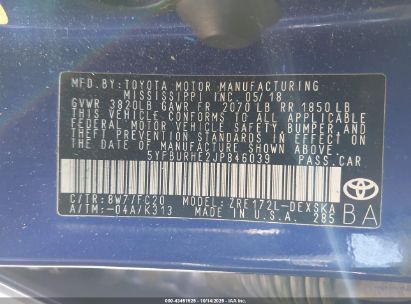 MFD. BY: TOYOTA MOTOR MANUFACTURING
MISSISSIPPI INC 05/18
GVWR 3820LB GAWR FR 2070LB RR 1850LB
THIS VEHICLE CONFORMS TO ALL APPLICABLE
FEDERAL MOTOR VEHICLE SAFETY, BUMPER, AND
THEFT PREVENTION STANDARDS IN EFFECT ON
THE DATE OF MANUFACTURE SHOWN ABOVE.
5YFBURHE2JP846039 PASS.CAR
C/TR: 8W7/FC20 MODEL: ZRE172L-DEXSKA
A/TM: -04A/K313 MADE IN U.S.A. 285
TOYOTA
BA